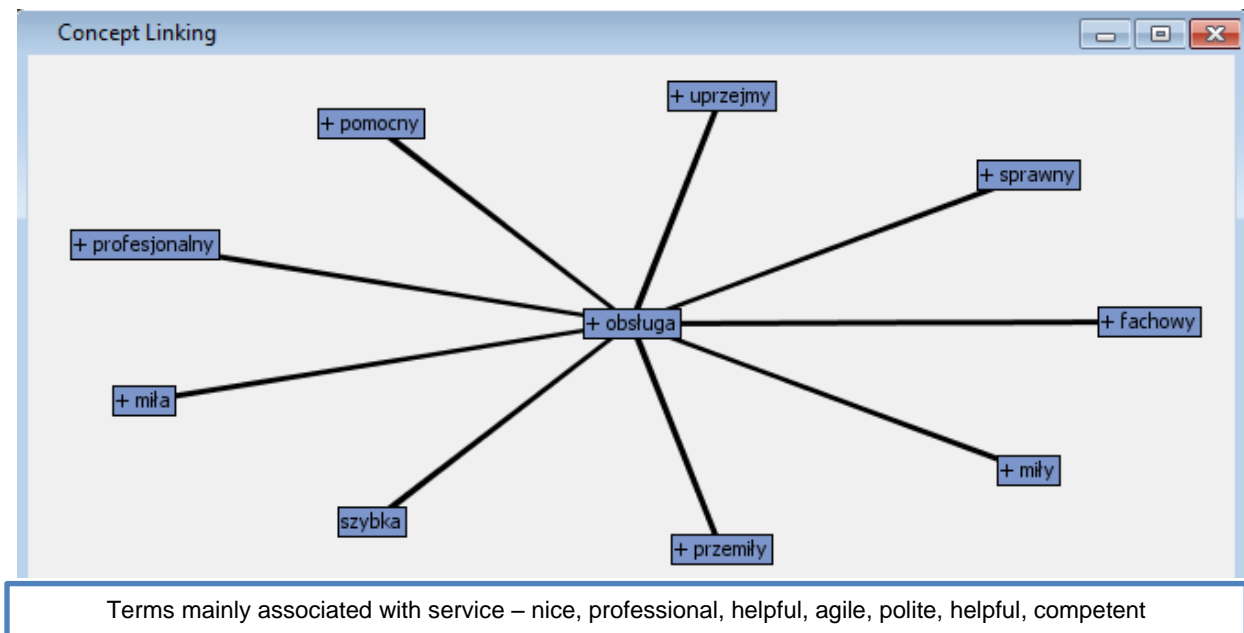 Concept Linking
+ uprzejmy
+ pomocny
+ sprawny
+ profesjonalny
+ obsługa
+ fachowy
+ miła
+ miły
szybka
+ przemiły
Terms mainly associated with service – nice, professional, helpful, agile, polite, helpful, competent